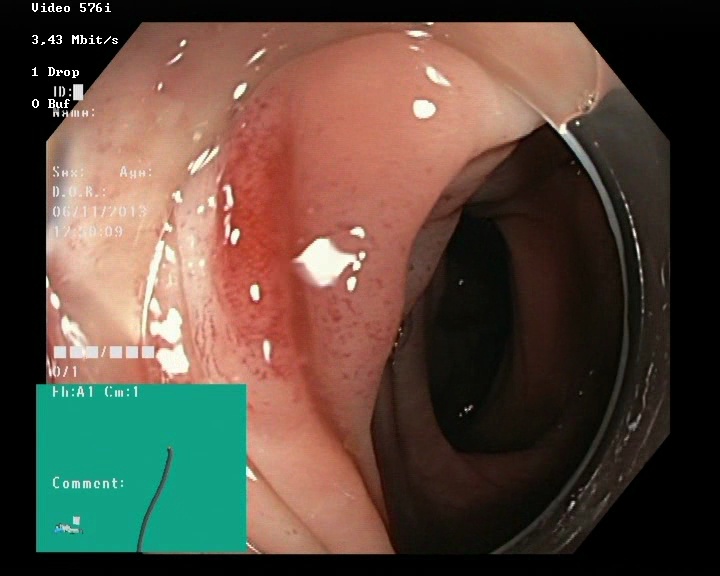 Video 576i
3,43 Mbit/s
1 Drop
ID:
0 Buf
Name:
Sex: Age:
D.O.B.:
06/11/2013
12:50:09
0/1
Eh:A1 Cm:1
Comment: